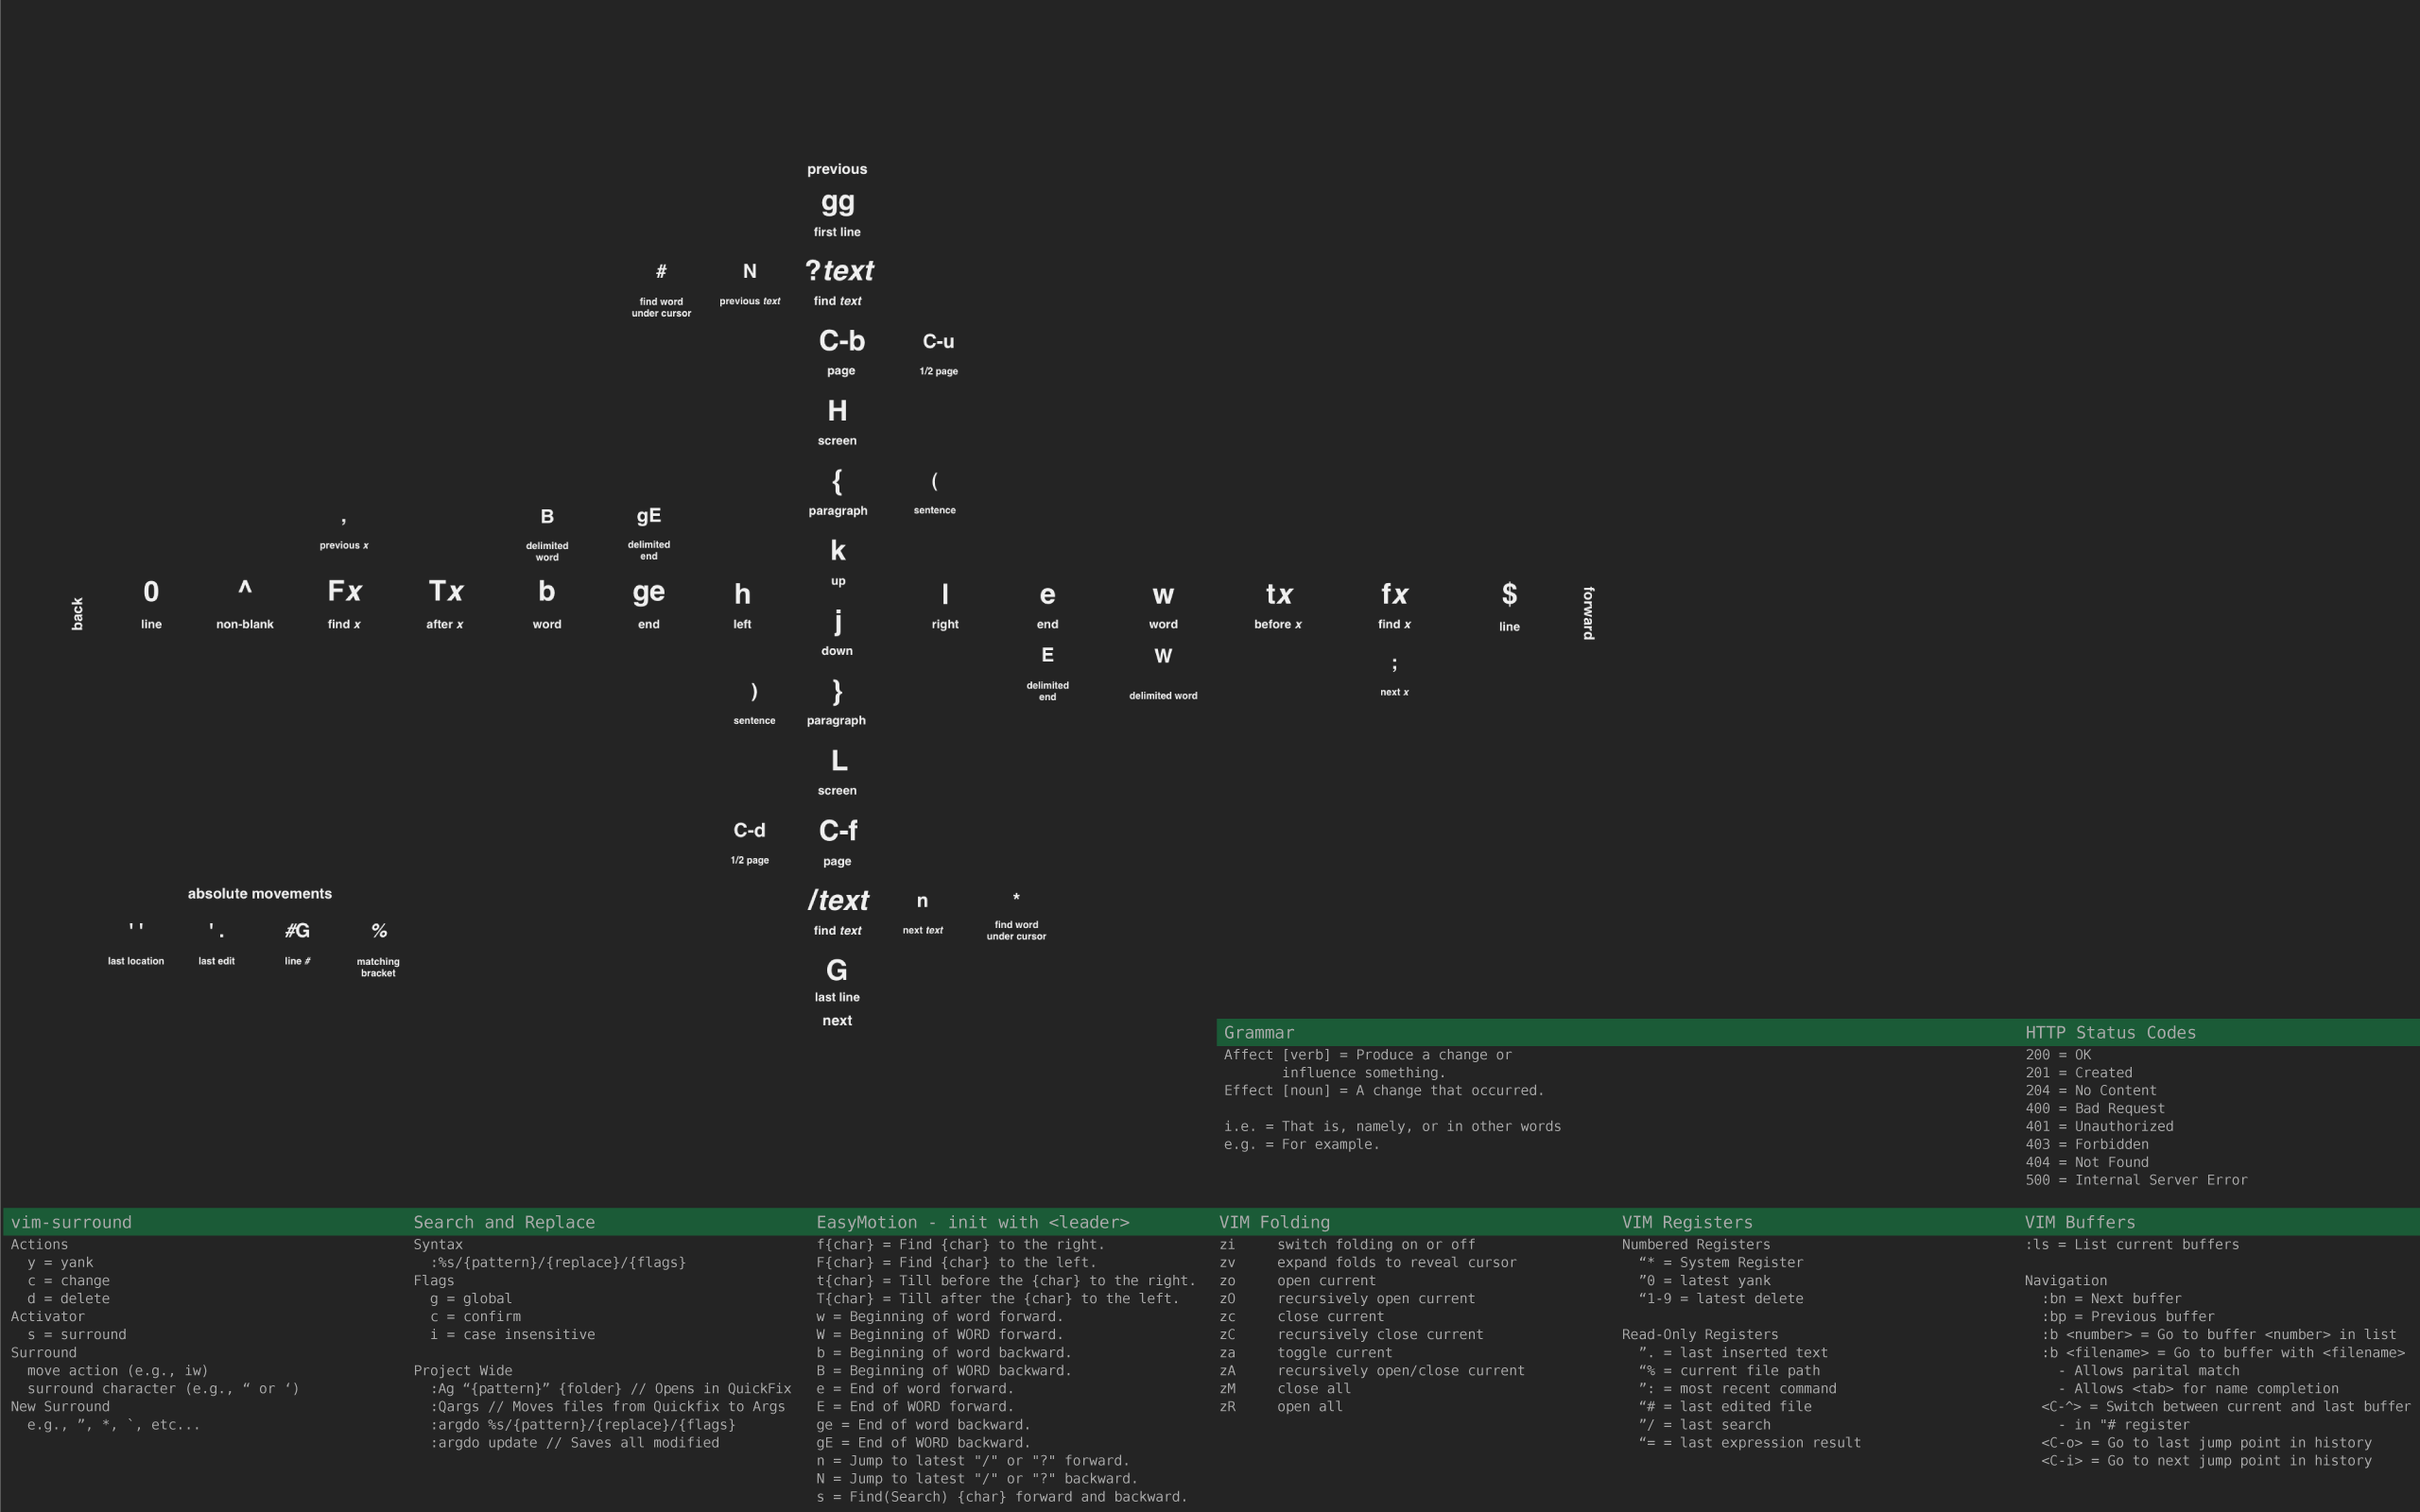 previous
gg
first line
# N ?text
find word under cursor previous text find text
C-b C-u
page 1/2 page
H
screen
{ (
paragraph sentence
, B gE
previous x delimited word delimited end
k
up
back 0 ^ Fx Tx b ge h l e w tx fx $ forward
line non-blank find x after x word end left right end word before x find x line
j
down
E W ;
delimited end delimited word next x
) }
sentence paragraph
L
screen
C-d C-f
1/2 page page
absolute movements
'' '. #G %
last location last edit line # matching bracket
/text n *
find text next text find word under cursor
G
last line
next
Grammar
Affect [verb] = Produce a change or
influence something.
Effect [noun] = A change that occurred.
i.e. = That is, namely, or in other words
e.g. = For example.
HTTP Status Codes
200 = OK
201 = Created
204 = No Content
400 = Bad Request
401 = Unauthorized
403 = Forbidden
404 = Not Found
500 = Internal Server Error
vim-surround
Actions
y = yank
c = change
d = delete
Activator
s = surround
Surround
move action (e.g., iw)
surround character (e.g., “ or ‘)
New Surround
e.g., ”, *, `, etc...
Search and Replace
Syntax
:%s/{pattern}/{replace}/{flags}
Flags
g = global
c = confirm
i = case insensitive
Project Wide
:Ag “{pattern}” {folder} // Opens in QuickFix
:Qargs // Moves files from Quickfix to Args
:argdo %s/{pattern}/{replace}/{flags}
:argdo update // Saves all modified
EasyMotion - init with <leader>
f{char} = Find {char} to the right.
F{char} = Find {char} to the left.
t{char} = Till before the {char} to the right.
T{char} = Till after the {char} to the left.
w = Beginning of word forward.
W = Beginning of WORD forward.
b = Beginning of word backward.
B = Beginning of WORD backward.
e = End of word forward.
E = End of WORD forward.
ge = End of word backward.
gE = End of WORD backward.
n = Jump to latest "/" or "?" forward.
N = Jump to latest "/" or "?" backward.
s = Find(Search) {char} forward and backward.
VIM Folding
zi switch folding on or off
zv expand folds to reveal cursor
zo open current
zO recursively open current
zc close current
zC recursively close current
za toggle current
zA recursively open/close current
zM close all
zR open all
VIM Registers
Numbered Registers
“* = System Register
”0 = latest yank
“1-9 = latest delete
Read-Only Registers
”. = last inserted text
“% = current file path
”: = most recent command
“# = last edited file
”/ = last search
“= = last expression result
VIM Buffers
:ls = List current buffers
Navigation
:bn = Next buffer
:bp = Previous buffer
:b <number> = Go to buffer <number> in list
:b <filename> = Go to buffer with <filename>
- Allows parital match
- Allows <tab> for name completion
<C-^> = Switch between current and last buffer
- in "# register
<C-o> = Go to last jump point in history
<C-i> = Go to next jump point in history